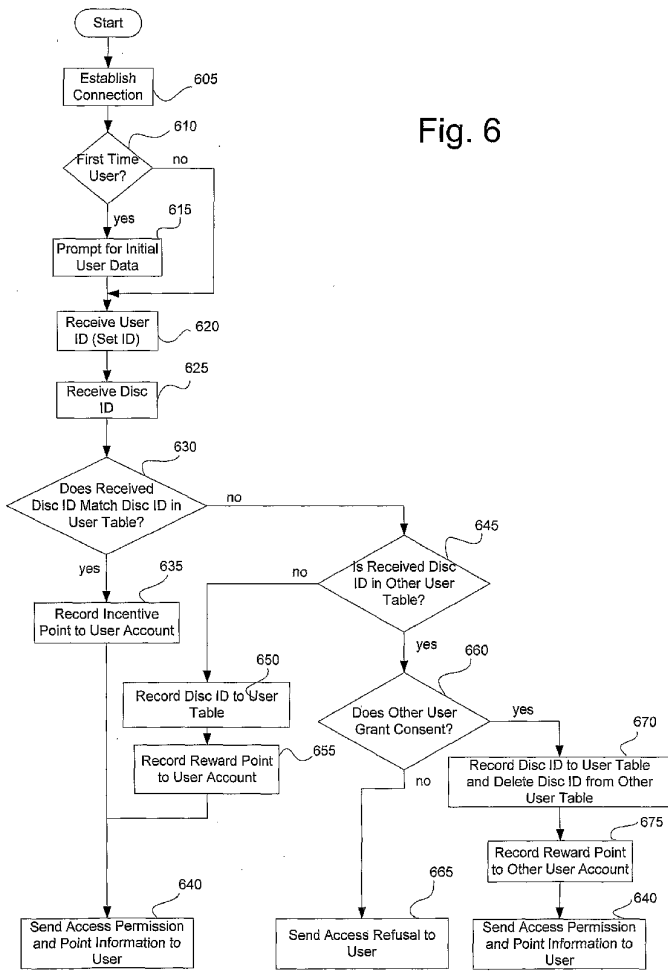 Start
Establish
Connection
605
Fig. 6
610
First Time
User?
no
yes
615
Prompt for Initial
User Data
Receive User
ID (Set ID)
620
625
Receive Disc
ID
630
Does Received
Disc ID Match Disc ID in
User Table?
no
yes
645
Is Received Disc
ID in Other User
Table?
no
yes
635
Record Incentive
Point to User Account
650
Record Disc ID to User
Table
660
Does Other User
Grant Consent?
yes
no
655
Record Reward Point
to User Account
670
Record Disc ID to User Table
and Delete Disc ID from Other
User Table
675
Record Reward Point
to Other User Account
640
Send Access Permission
and Point Information to
User
665
Send Access Refusal to
User
640
Send Access Permission
and Point Information to
User